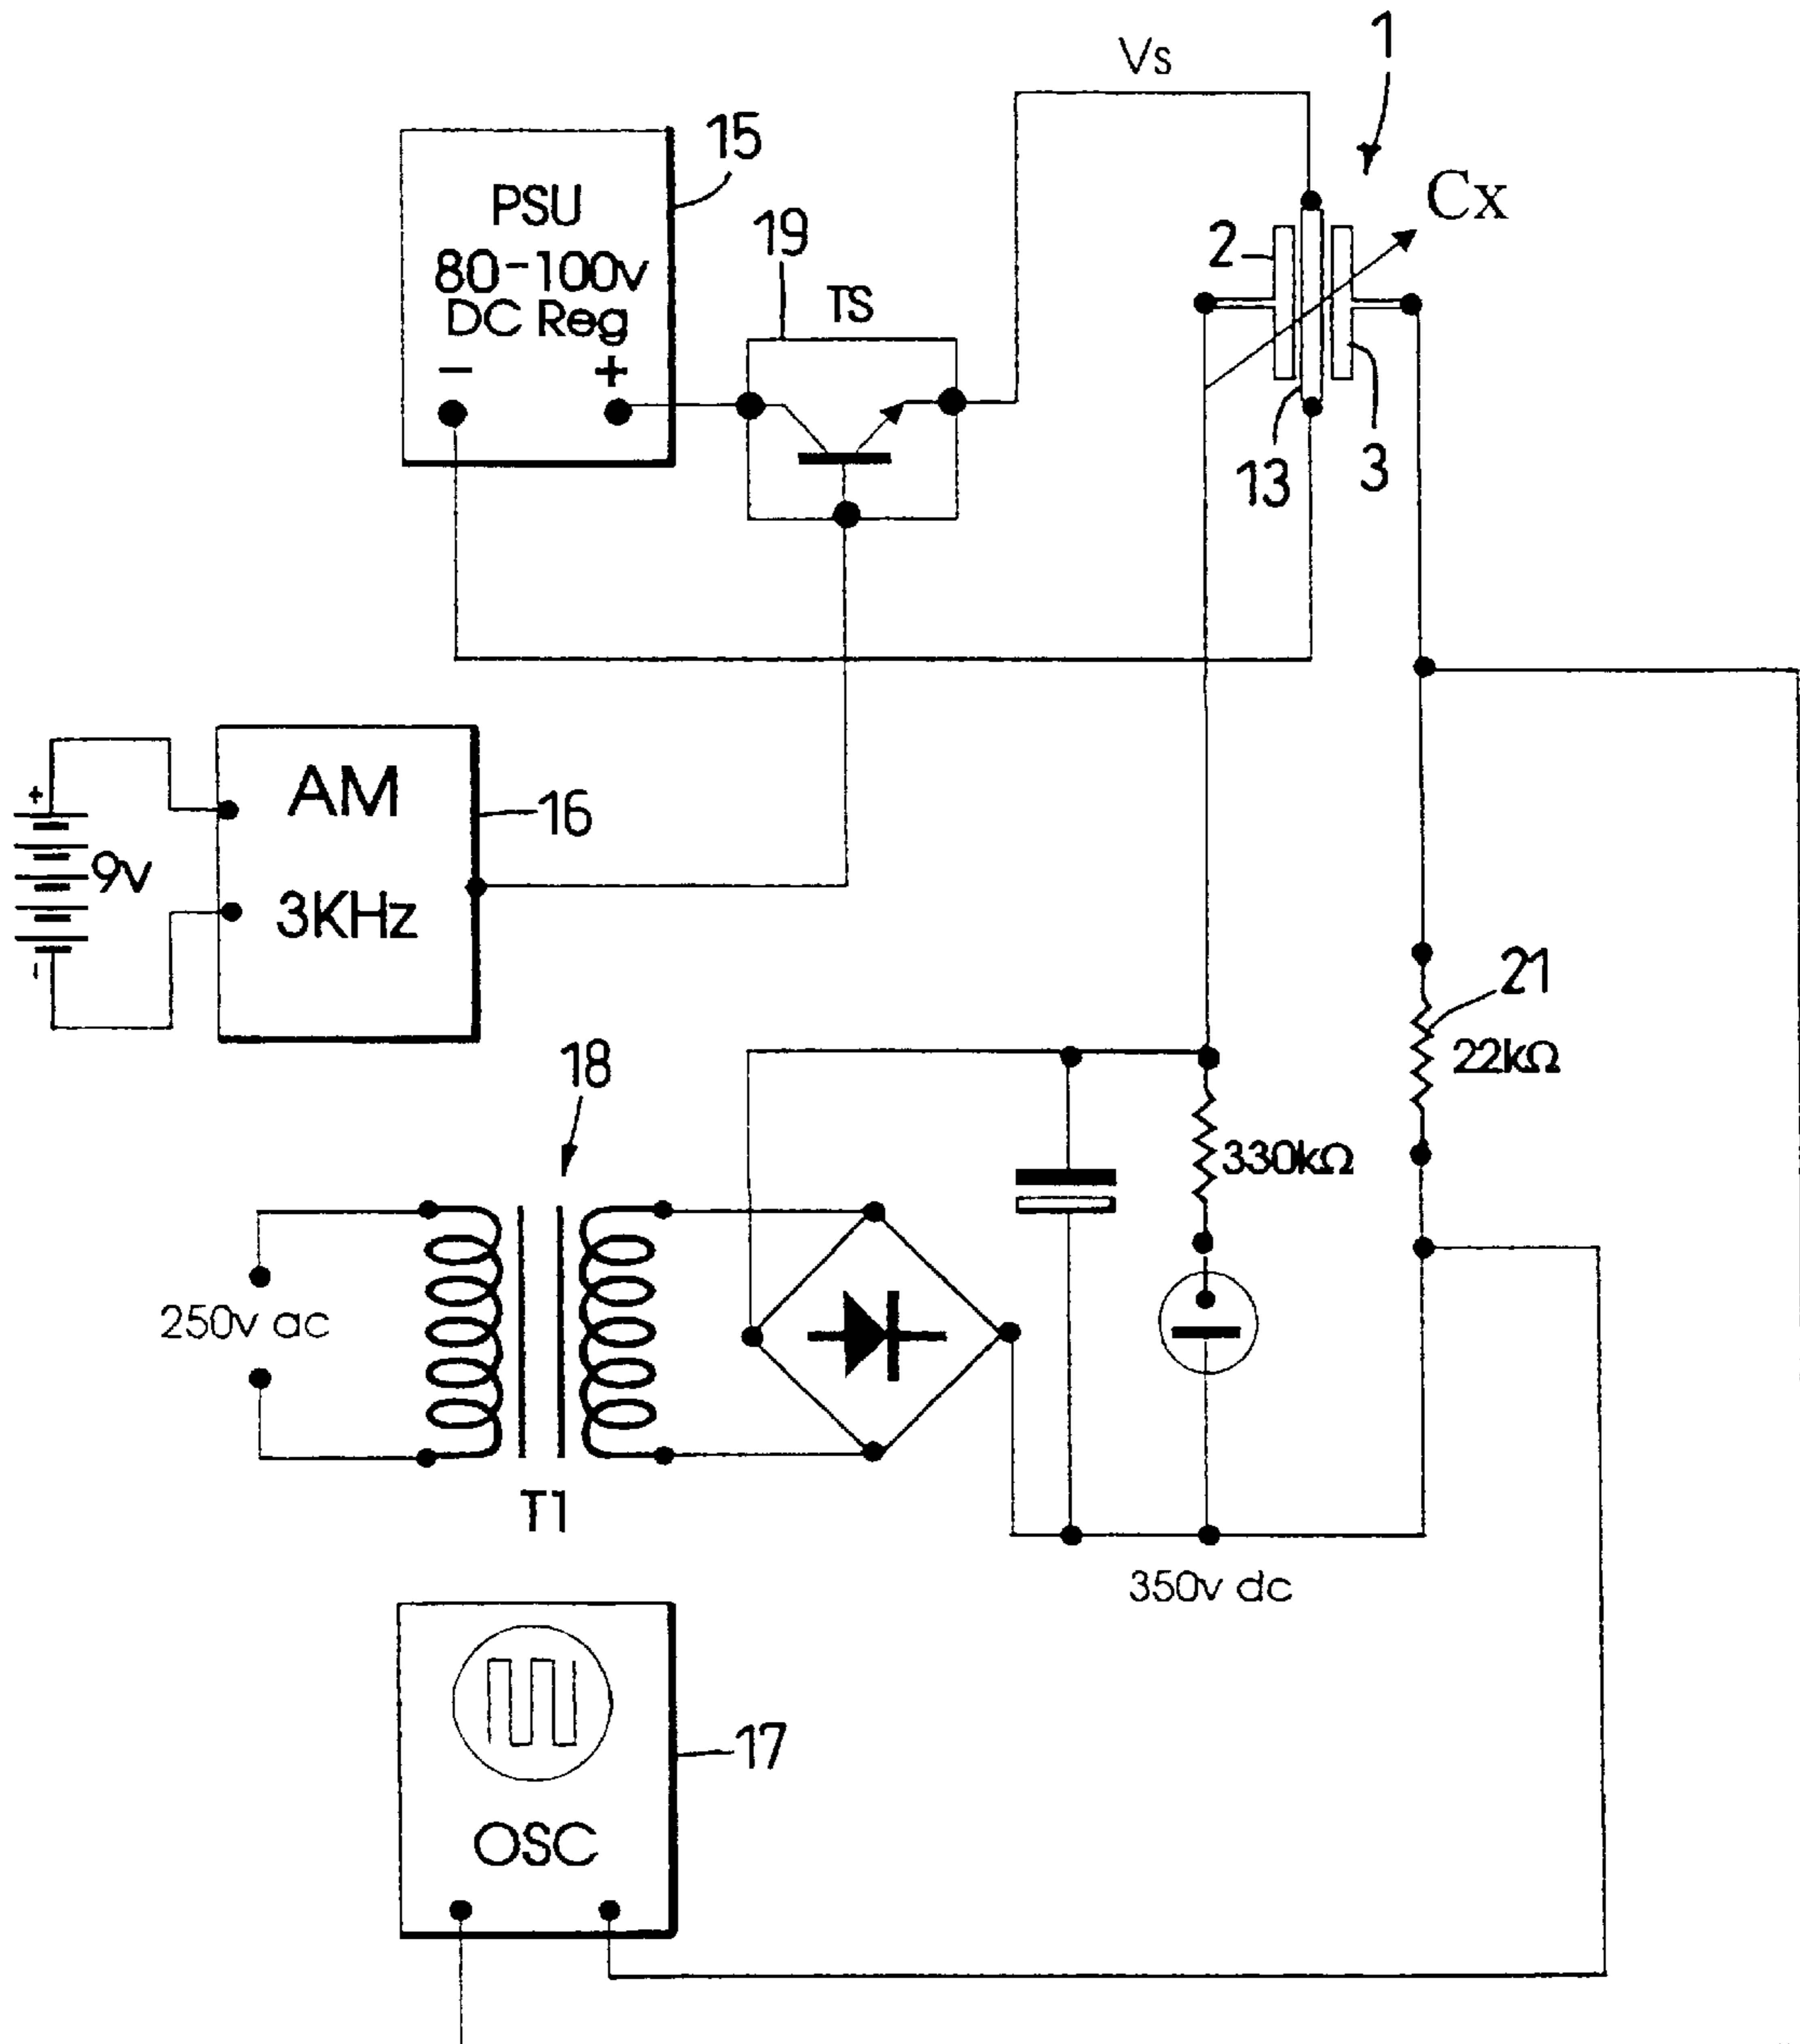 1
Vs
15
PSU
80-100v
DC Reg
- +
19
TS
Cx
2
13
3
+
9v
-
AM
3KHz
16
21
22kΩ
18
330kΩ
250v ac
T1
350v dc
17
OSC